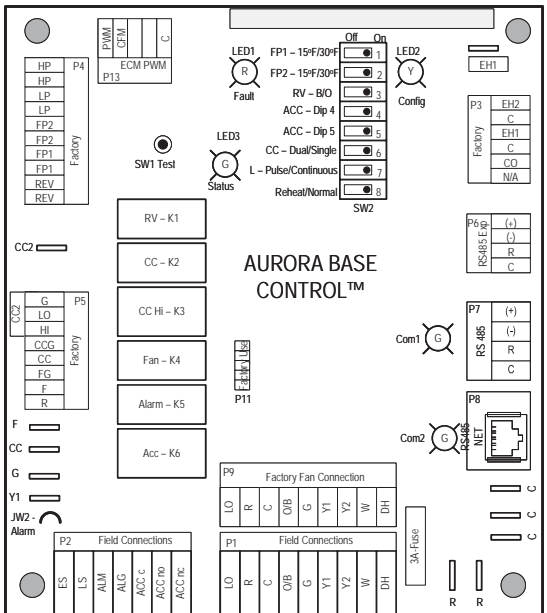 PWM
CFM
C
ECM PWM
P13
LED1
R
Fault
Off On
FP1 – 15ºF/30ºF 1
FP2 – 15ºF/30ºF 2
RV – B/O 3
ACC – Dip 4 4
ACC – Dip 5 5
CC – Dual/Single 6
L – Pulse/Continuous 7
Reheat/Normal 8
SW2
LED2
Y
Config
EH1
HP P4
HP
LP
LP
FP2
FP2
FP1
FP1
REV
REV
Factory
SW1 Test
LED3
G
Status
P3 EH2
C
EH1
C
CO
N/A
Factory
RV – K1
CC – K2
CC Hi – K3
Fan – K4
Alarm – K5
Acc – K6
AURORA BASE
CONTROL™
P6 (+)
(-)
R
C
RS485 Exp
CC2
CC2
G P5
LO
HI
CCG
CC
FG
F
R
Factory
Factory Use
P11
Com1 G
P7 (+)
(-)
R
C
RS 485
P8
RS485
NET
Com2 G
F
CC
G
Y1
JW2 -
Alarm
P9 Factory Fan Connection
LO
R
C
O/B
G
Y1
Y2
W
DH
C
C
C
P2 Field Connections
ES
LS
ALM
ALG
ACC c
ACC no
ACC nc
P1 Field Connections
LO
R
C
O/B
G
Y1
Y2
W
DH
3A-Fuse
R R